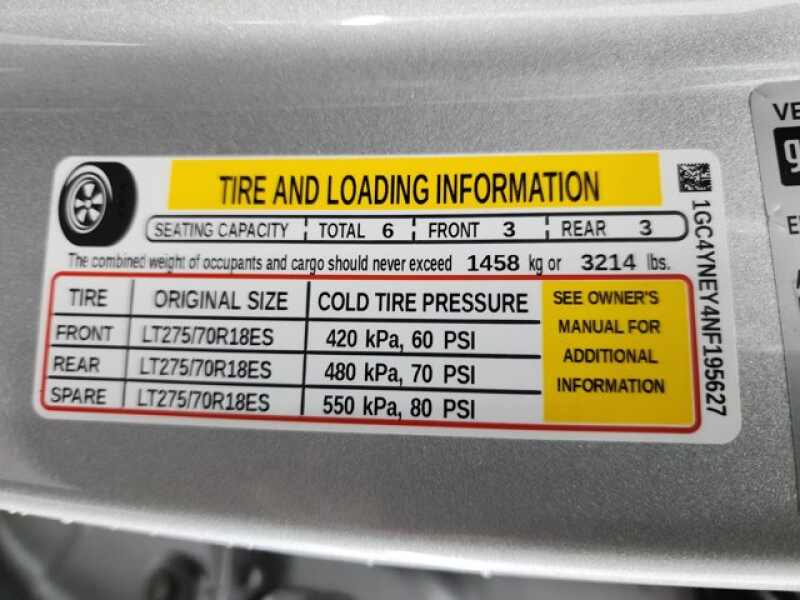 TIRE AND LOADING INFORMATION
SEATING CAPACITY TOTAL 6 FRONT 3 REAR 3
The combined weight of occupants and cargo should never exceed 1458 kg or 3214 lbs.
TIRE ORIGINAL SIZE COLD TIRE PRESSURE
FRONT LT275/70R18ES 420 kPa, 60 PSI
REAR LT275/70R18ES 480 kPa, 70 PSI
SPARE LT275/70R18ES 550 kPa, 80 PSI
SEE OWNER'S
MANUAL FOR
ADDITIONAL
INFORMATION
1GC4YNEY4NF195627
VE
g